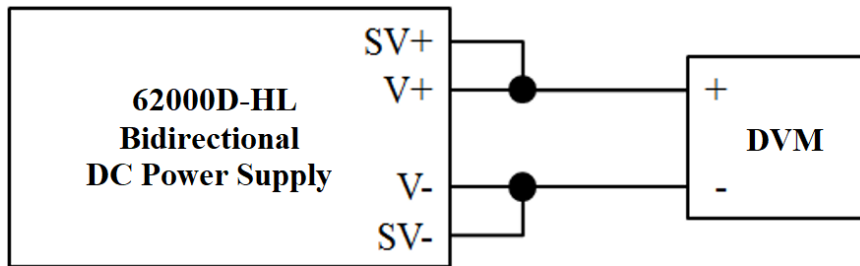 SV+
V+
62000D-HL
Bidirectional
DC Power Supply
V-
SV-
+
DVM
-